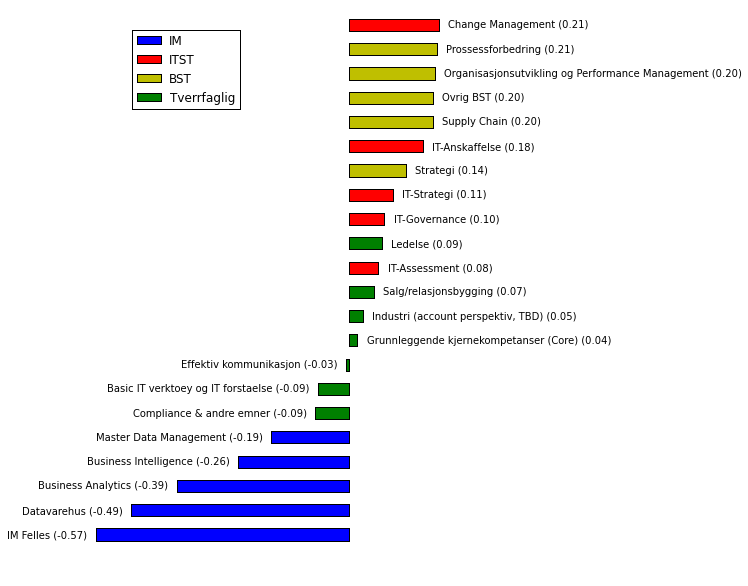 IM
ITST
BST
Tverrfaglig
Change Management (0.21)
Prossessforbedring (0.21)
Organisasjonsutvikling og Performance Management (0.20)
Ovrig BST (0.20)
Supply Chain (0.20)
IT-Anskaffelse (0.18)
Strategi (0.14)
IT-Strategi (0.11)
IT-Governance (0.10)
Ledelse (0.09)
IT-Assessment (0.08)
Salg/relasjonsbygging (0.07)
Industri (account perspektiv, TBD) (0.05)
Grunnleggende kjernekompetanser (Core) (0.04)
Effektiv kommunikasjon (-0.03)
Basic IT verktoey og IT forstaelse (-0.09)
Compliance & andre emner (-0.09)
Master Data Management (-0.19)
Business Intelligence (-0.26)
Business Analytics (-0.39)
Datavarehus (-0.49)
IM Felles (-0.57)